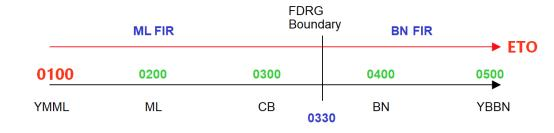 FDRG
Boundary
ML FIR BN FIR
ETO
0100 0200 0300 0400 0500
YMML ML CB BN YBBN
0330